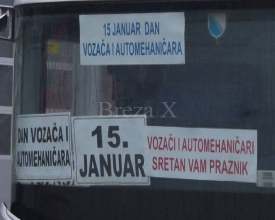 15 JANUAR DAN
VOZAČA I AUTOMEHANIČARA
Breza X
DAN VOZAČA I
AUTOMEHANIČARA
15.
JANUAR
VOZAČI I AUTOMEHANIČARI
SRETAN VAM PRAZNIK